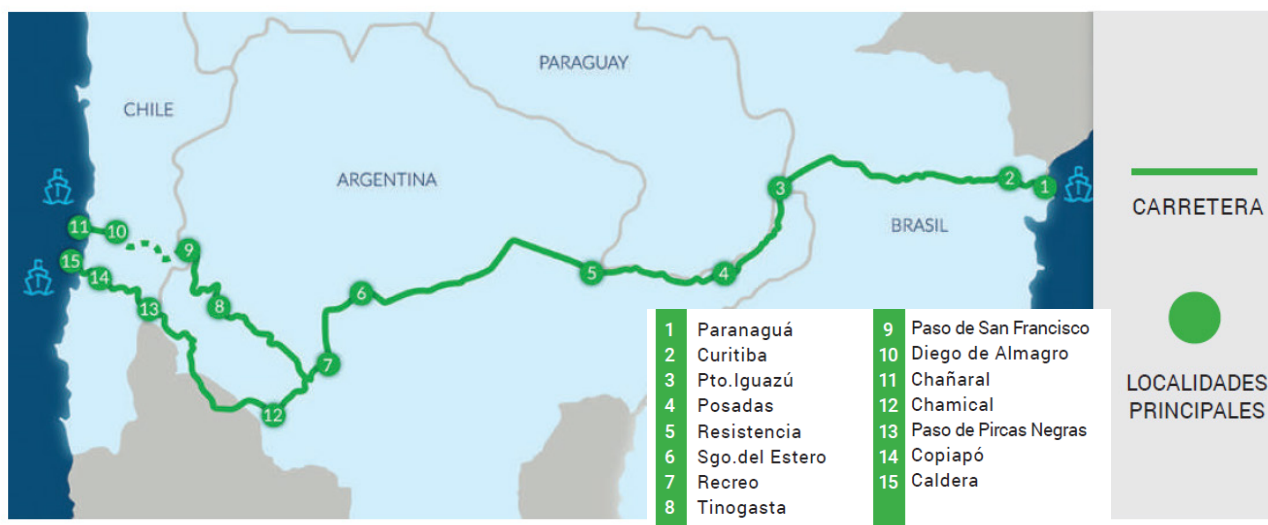 PARAGUAY
CHILE
ARGENTINA
BRASIL
1
2
3
4
5
6
7
8
9
10
11
12
13
14
15
1 Paranaguá
2 Curitiba
3 Pto.Iguazú
4 Posadas
5 Resistencia
6 Sgo.del Estero
7 Recreo
8 Tinogasta
9 Paso de San Francisco
10 Diego de Almagro
11 Chañaral
12 Chamical
13 Paso de Pircas Negras
14 Copiapó
15 Caldera
CARRETERA
LOCALIDADES
PRINCIPALES